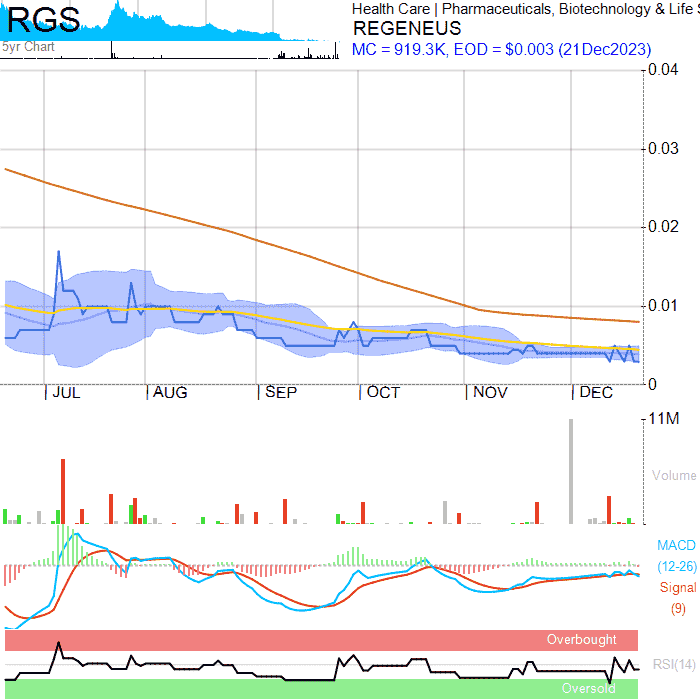 RGS
5yr Chart
Health Care | Pharmaceuticals, Biotechnology & Life
REGENEUS
MC = 919.3K, EOD = $0.003 (21Dec2023)
0.04
0.03
0.02
0.01
0
JUL AUG SEP OCT NOV DEC
11M
Volume
MACD
(12-26)
Signal
(9)
Overbought
RSI(14)
Oversold